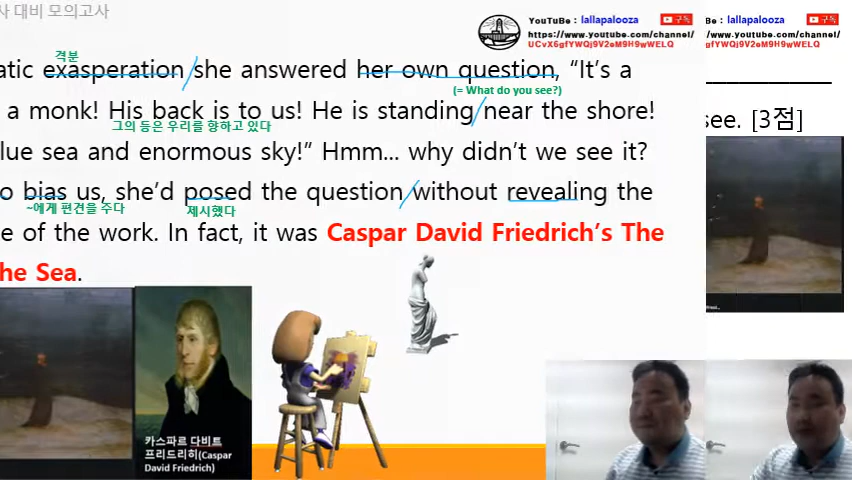 사 대비 모의고사
YouTuBe : lallapalooza
구독
https://www.youtube.com/channel/
UCvX6gfYWQj9V2eM9H9wWELQ
YouTuBe : lallapalooza
구독
https://www.youtube.com/channel/
gfYWQj9V2eM9H9wWELQ
격분
atic exasperation she answered her own question, “It’s a
(= What do you see?)
a monk! His back is to us! He is standing near the shore!
그의 등은 우리를 향하고 있다
see. [3점]
lue sea and enormous sky!” Hmm... why didn’t we see it?
o bias us, she’d posed the question without revealing the
~에게 편견을 주다
제시했다
e of the work. In fact, it was Caspar David Friedrich’s The
he Sea.
카스파르 다비트
프리드리히(Caspar
David Friedrich)